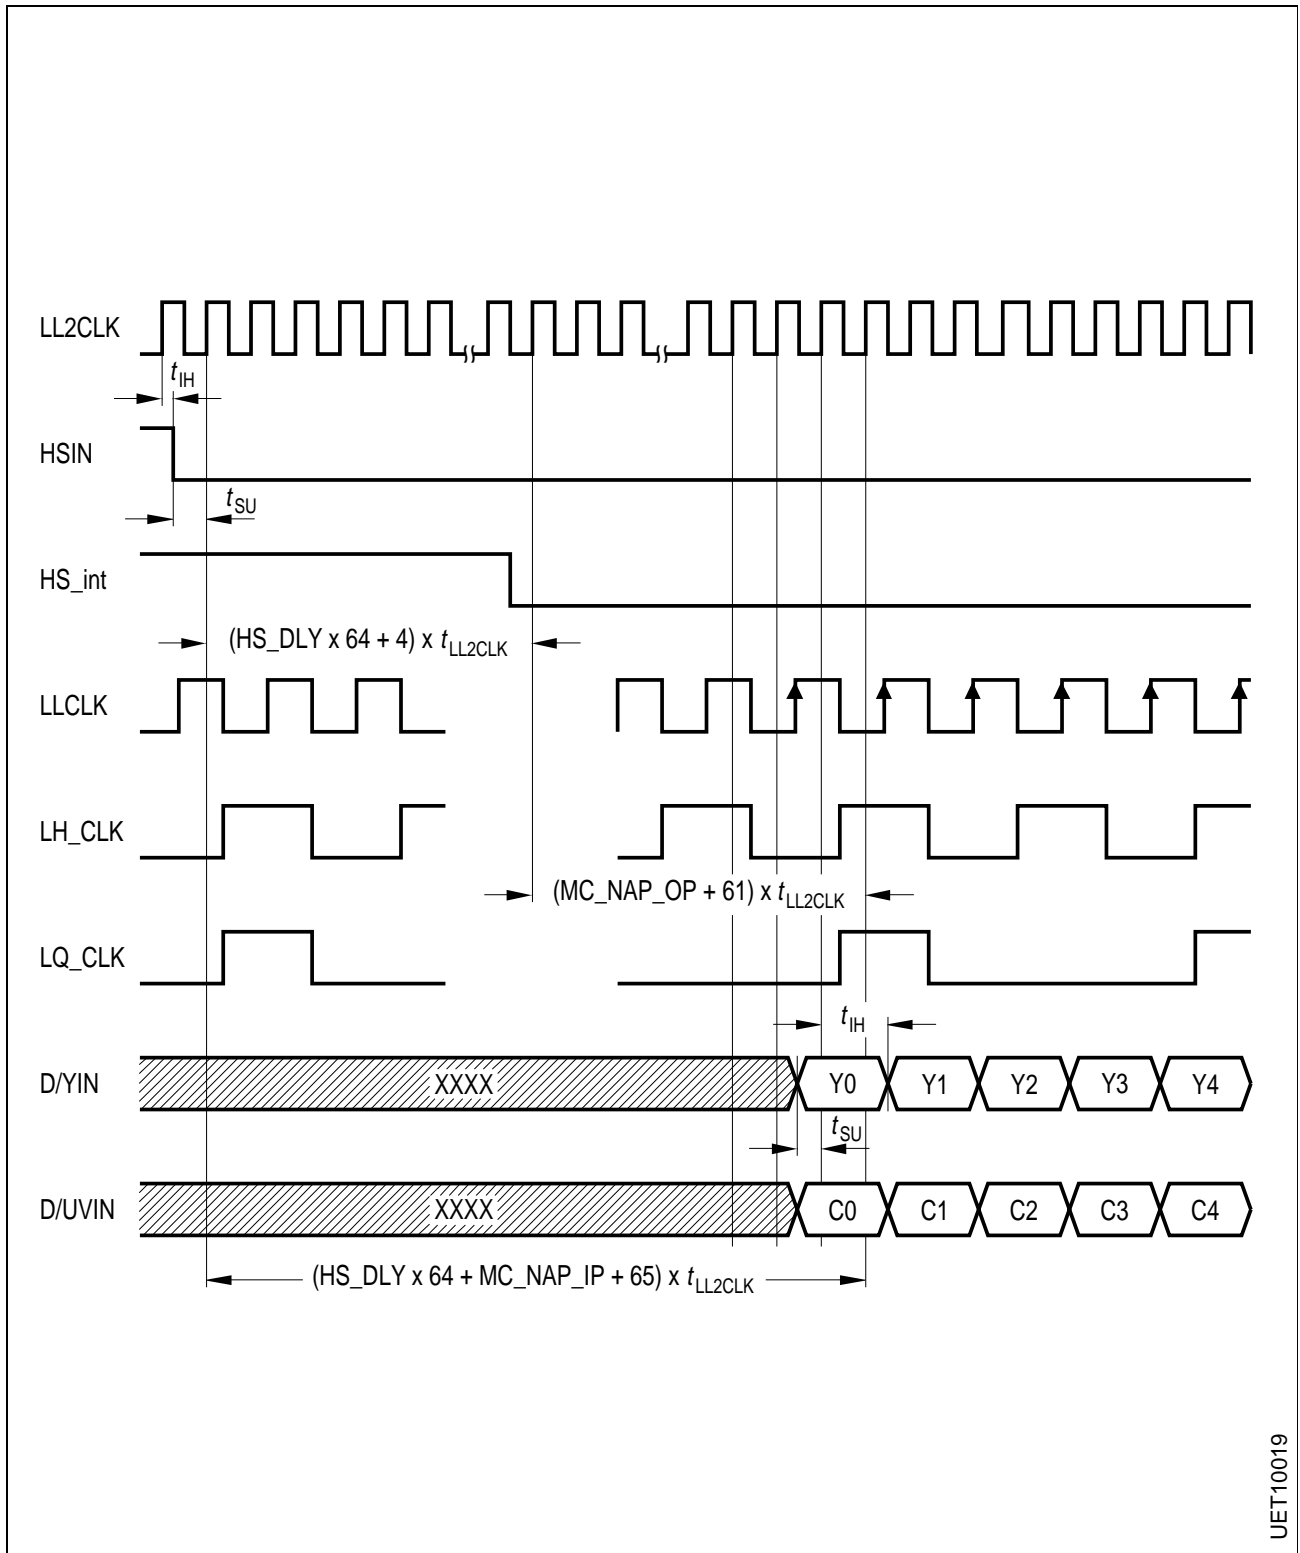 LL2CLK
tIH
HSIN
tSU
HS_int
(HS_DLY x 64 + 4) x tLL2CLK
LLCLK
LH_CLK
(MC_NAP_OP + 61) x tLL2CLK
LQ_CLK
tIH
D/YIN XXXX Y0 Y1 Y2 Y3 Y4
tSU
D/UVIN XXXX C0 C1 C2 C3 C4
(HS_DLY x 64 + MC_NAP_IP + 65) x tLL2CLK
UET10019